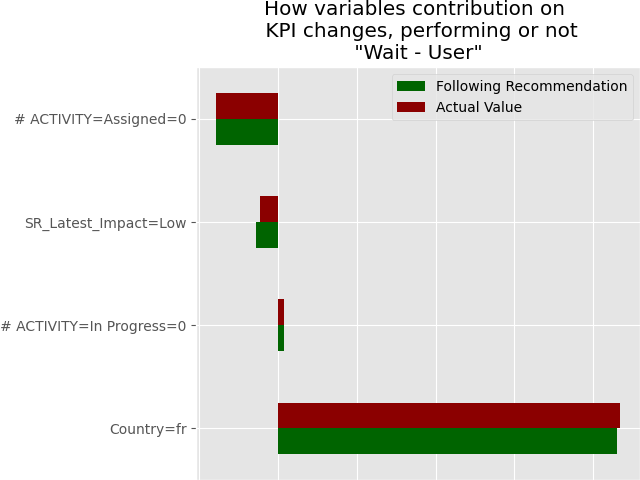 How variables contribution on
KPI changes, performing or not
"Wait - User"
Following Recommendation
Actual Value
# ACTIVITY=Assigned=0
SR_Latest_Impact=Low
# ACTIVITY=In Progress=0
Country=fr